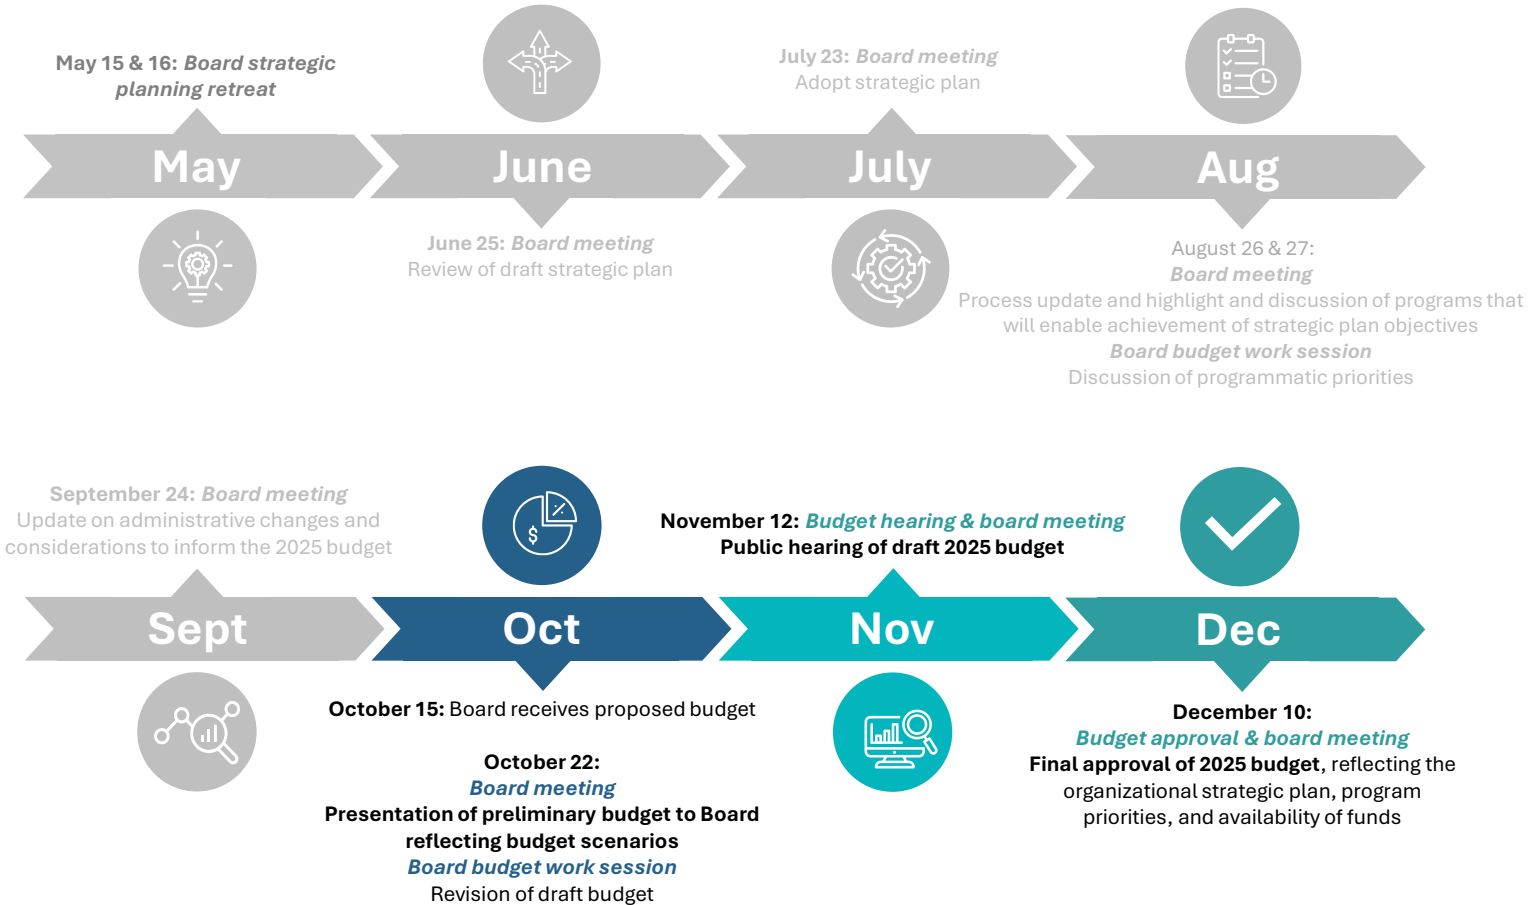 May 15 & 16: Board strategic
planning retreat
July 23: Board meeting
Adopt strategic plan
May
June
July
Aug
June 25: Board meeting
Review of draft strategic plan
August 26 & 27:
Board meeting
Process update and highlight and discussion of programs that
will enable achievement of strategic plan objectives
Board budget work session
Discussion of programmatic priorities
September 24: Board meeting
Update on administrative changes and
considerations to inform the 2025 budget
%
$
November 12: Budget hearing & board meeting
Public hearing of draft 2025 budget
Sept
Oct
Nov
Dec
October 15: Board receives proposed budget
October 22:
Board meeting
Presentation of preliminary budget to Board
reflecting budget scenarios
Board budget work session
Revision of draft budget
December 10:
Budget approval & board meeting
Final approval of 2025 budget, reflecting the
organizational strategic plan, program
priorities, and availability of funds